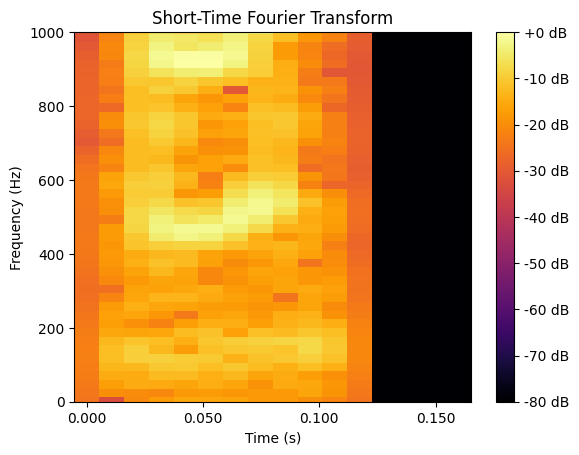 Short-Time Fourier Transform
1000
800
600
400
200
0
Frequency (Hz)
0.000
0.050
0.100
0.150
Time (s)
+0 dB
-10 dB
-20 dB
-30 dB
-40 dB
-50 dB
-60 dB
-70 dB
-80 dB